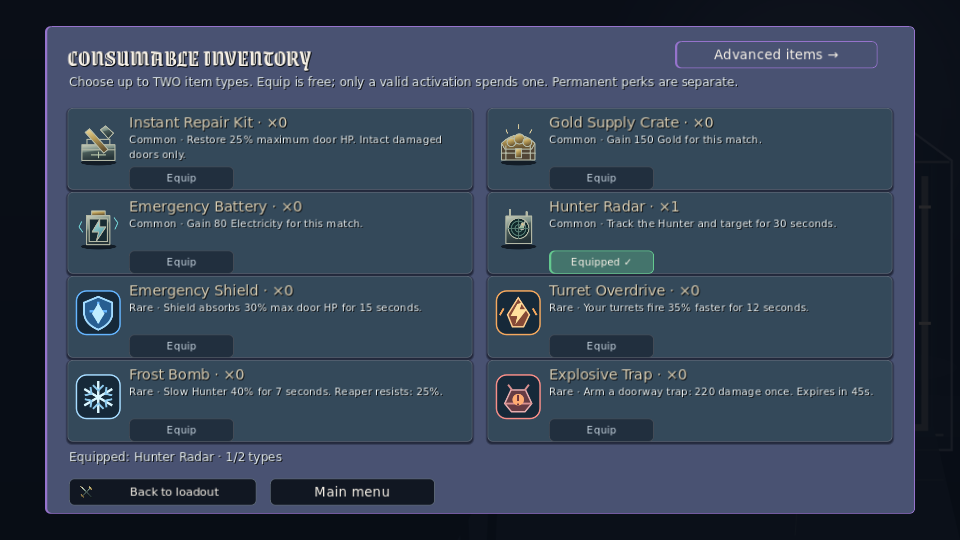 CONSUMABLE INVENTORY
Advanced items →
Choose up to TWO item types. Equip is free; only a valid activation spends one. Permanent perks are separate.
Instant Repair Kit · ×0
Common · Restore 25% maximum door HP. Intact damaged
doors only.
Equip
Gold Supply Crate · ×0
Common · Gain 150 Gold for this match.
Equip
Emergency Battery · ×0
Common · Gain 80 Electricity for this match.
Equip
Hunter Radar · ×1
Common · Track the Hunter and target for 30 seconds.
Equipped ✓
Emergency Shield · ×0
Rare · Shield absorbs 30% max door HP for 15 seconds.
Equip
Turret Overdrive · ×0
Rare · Your turrets fire 35% faster for 12 seconds.
Equip
Frost Bomb · ×0
Rare · Slow Hunter 40% for 7 seconds. Reaper resists: 25%.
Equip
Explosive Trap · ×0
Rare · Arm a doorway trap: 220 damage once. Expires in 45s.
Equip
Equipped: Hunter Radar · 1/2 types
Back to loadout
Main menu